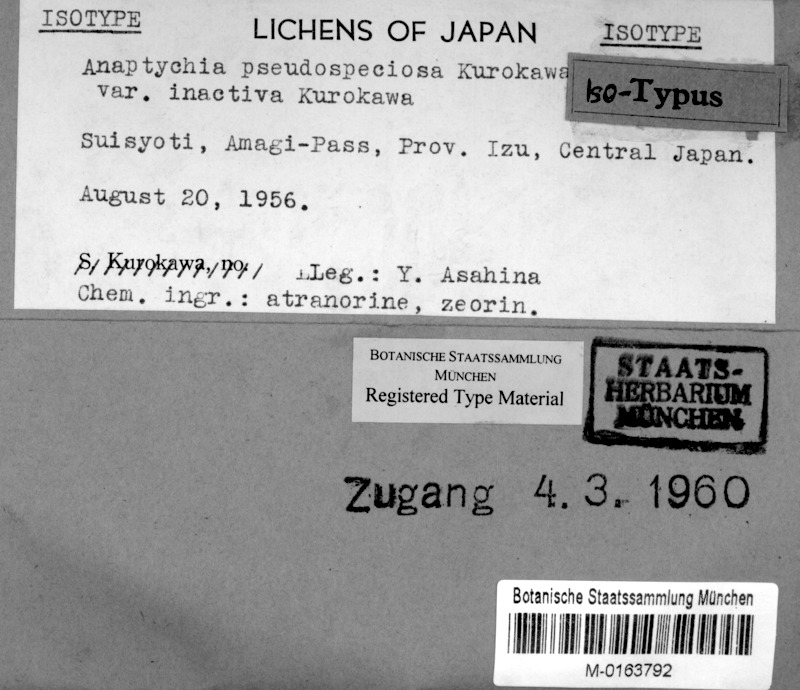 ISOTYPE
LICHENS OF JAPAN
ISOTYPE
Anaptychia pseudospeciosa Kurokawa
var. inactiva Kurokawa
Iso-Typus
Suisyoti, Amagi-Pass, Prov. Izu, Central Japan.
August 20, 1956.
S. Kurokawa, no. Leg.: Y. Asahina
Chem. ingr.: atranorine, zeorin.
BOTANISCHE STAATSSAMMLUNG
MÜNCHEN
Registered Type Material
STAATS-
HERBARIUM
MÜNCHEN
Zugang 4. 3. 1960
Botanische Staatssammlung München
M-0163792